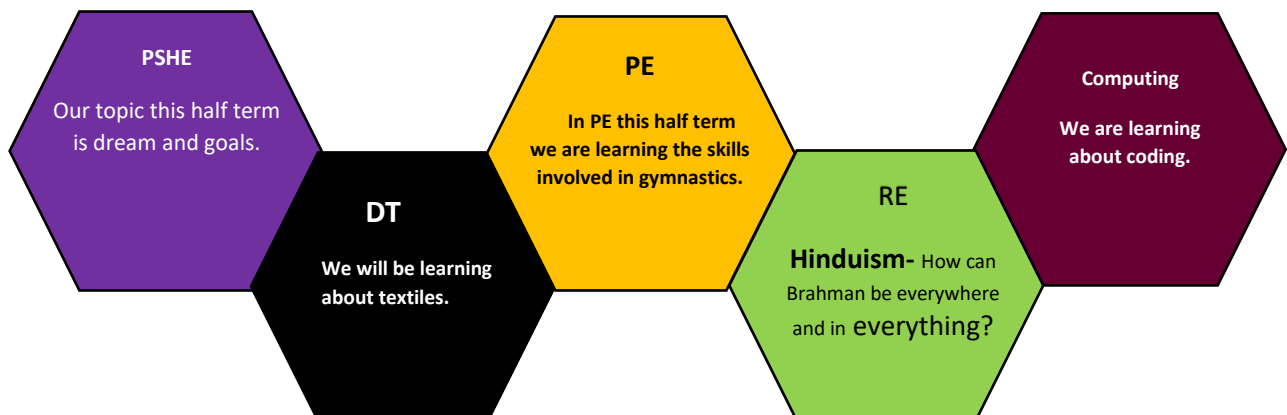 PSHE
Our topic this half term
is dream and goals.
DT
We will be learning
about textiles.
PE
In PE this half term
we are learning the skills
involved in gymnastics.
RE
Hinduism- How can
Brahman be everywhere
and in everything?
Computing
We are learning
about coding.